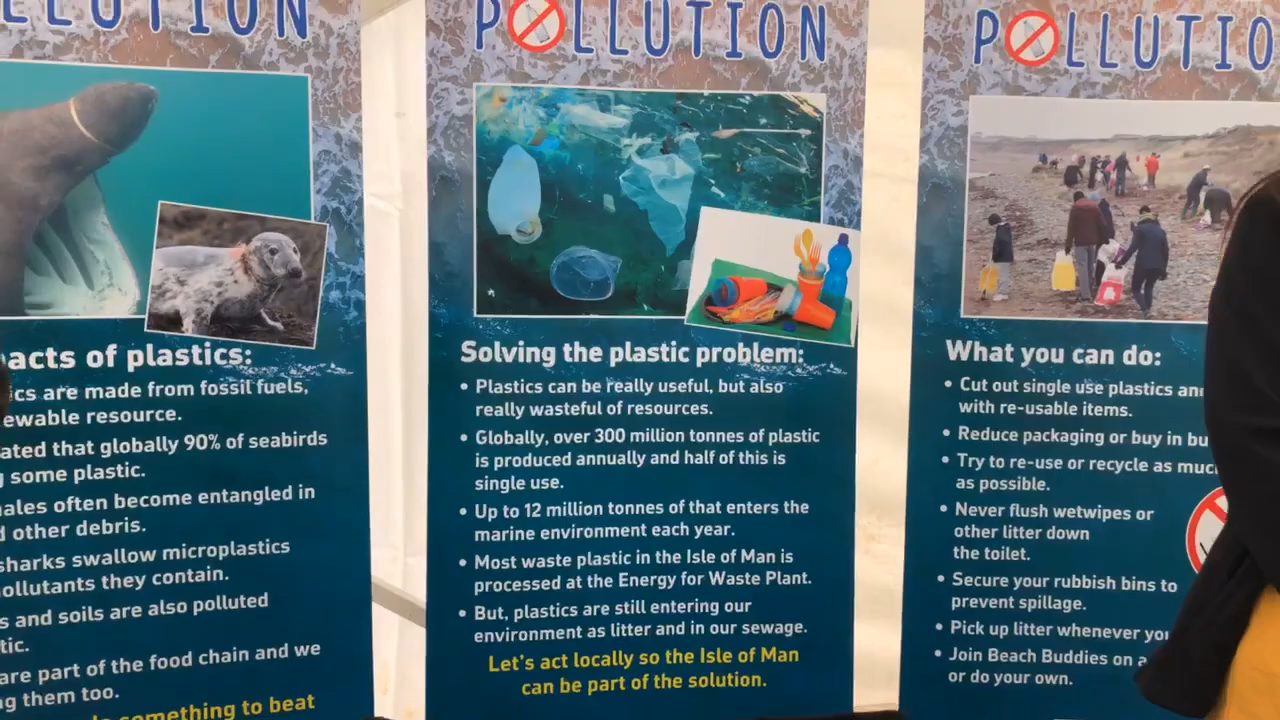 LLUTION
acts of plastics:
ics are made from fossil fuels,
ewable resource.
ated that globally 90% of seabirds
g some plastic.
ales often become entangled in
d other debris.
sharks swallow microplastics
ollutants they contain.
s and soils are also polluted
tic.
are part of the food chain and we
ng them too.
something to beat
POLLUTION
Solving the plastic problem:
• Plastics can be really useful, but also
really wasteful of resources.
• Globally, over 300 million tonnes of plastic
is produced annually and half of this is
single use.
• Up to 12 million tonnes of that enters the
marine environment each year.
• Most waste plastic in the Isle of Man is
processed at the Energy for Waste Plant.
• But, plastics are still entering our
environment as litter and in our sewage.
Let's act locally so the Isle of Man
can be part of the solution.
POLLUTIO
What you can do:
• Cut out single use plastics an
with re-usable items.
• Reduce packaging or buy in bu
• Try to re-use or recycle as muc
as possible.
• Never flush wetwipes or
other litter down
the toilet.
• Secure your rubbish bins to
prevent spillage.
• Pick up litter whenever you
• Join Beach Buddies on a
or do your own.